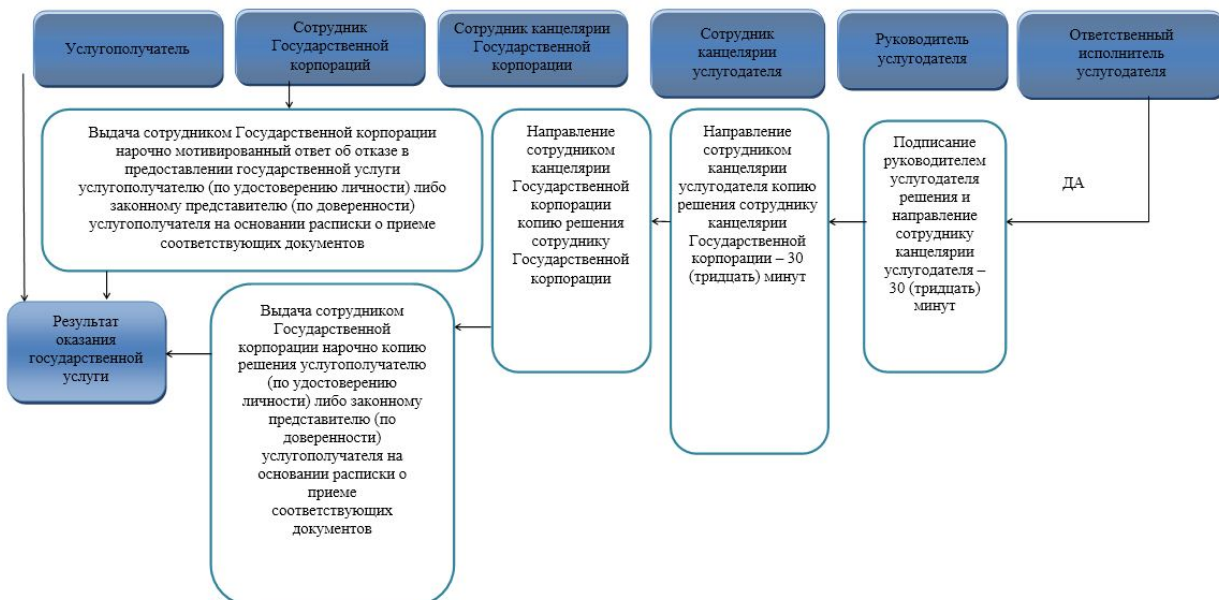 Услугополучатель
Сотрудник
Государственной
корпораций
Сотрудник канцелярии
Государственной
корпорации
Сотрудник
канцелярии
услугодателя
Руководитель
услугодателя
Ответственный
исполнитель
услугодателя
Выдача сотрудником Государственной корпорации
нарочно мотивированный ответ об отказе в
предоставлении государственной услуги
услугополучателю (по удостоверению личности) либо
законному представителю (по доверенности)
услугополучателя на основании расписки о приеме
соответствующих документов
Направление
сотрудником
канцелярии
Государственной
корпорации
копию решения
сотруднику
Государственной
корпорации
Направление
сотрудником
канцелярии
услугодателя копию
решения сотруднику
канцелярии
Государственной
корпорации – 30
(тридцать) минут
Подписание
руководителем
услугодателя
решения и
направление
сотруднику
канцелярии
услугодателя –
30 (тридцать)
минут
ДА
Результат
оказания
государственной
услуги
Выдача сотрудником
Государственной
корпорации нарочно копию
решения услугополучателю
(по удостоверению
личности) либо законному
представителю (по
доверенности)
услугополучателя на
основании расписки о
приеме
соответствующих
документов